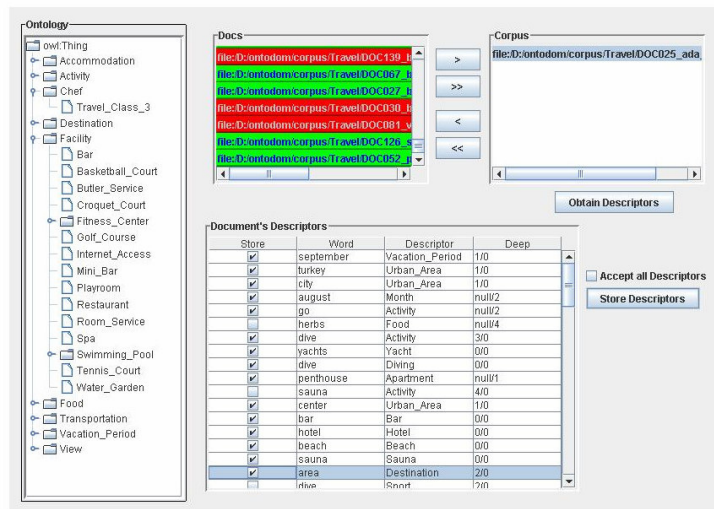 Ontology
owl:Thing
Accommodation
Activity
Chef
Travel_Class_3
Destination
Facility
Bar
Basketball_Court
Butler_Service
Croquet_Court
Fitness_Center
Golf_Course
Internet_Access
Mini_Bar
Playroom
Restaurant
Room_Service
Spa
Swimming_Pool
Tennis_Court
Water_Garden
Food
Transportation
Vacation_Period
View
Docs
file:/D:/ontodom/corpus/Travel/DOC139_b
file:/D:/ontodom/corpus/Travel/DOC067_b
file:/D:/ontodom/corpus/Travel/DOC027_b
file:/D:/ontodom/corpus/Travel/DOC030_b
file:/D:/ontodom/corpus/Travel/DOC081_v
file:/D:/ontodom/corpus/Travel/DOC126_s
file:/D:/ontodom/corpus/Travel/DOC052_p
>
>>
<
<<
Corpus
file:/D:/ontodom/corpus/Travel/DOC025_ada
Obtain Descriptors
Document's Descriptors
Store Word Descriptor Deep
september Vacation_Period 1/0
turkey Urban_Area 1/0
city Urban_Area 1/0
august Month null/2
go Activity null/2
herbs Food null/4
dive Activity 3/0
yachts Yacht 0/0
dive Diving 0/0
penthouse Apartment null/1
sauna Activity 4/0
center Urban_Area 1/0
bar Bar 0/0
hotel Hotel 0/0
beach Beach 0/0
sauna Sauna 0/0
area Destination 2/0
dive Sport 2/0
Accept all Descriptors
Store Descriptors